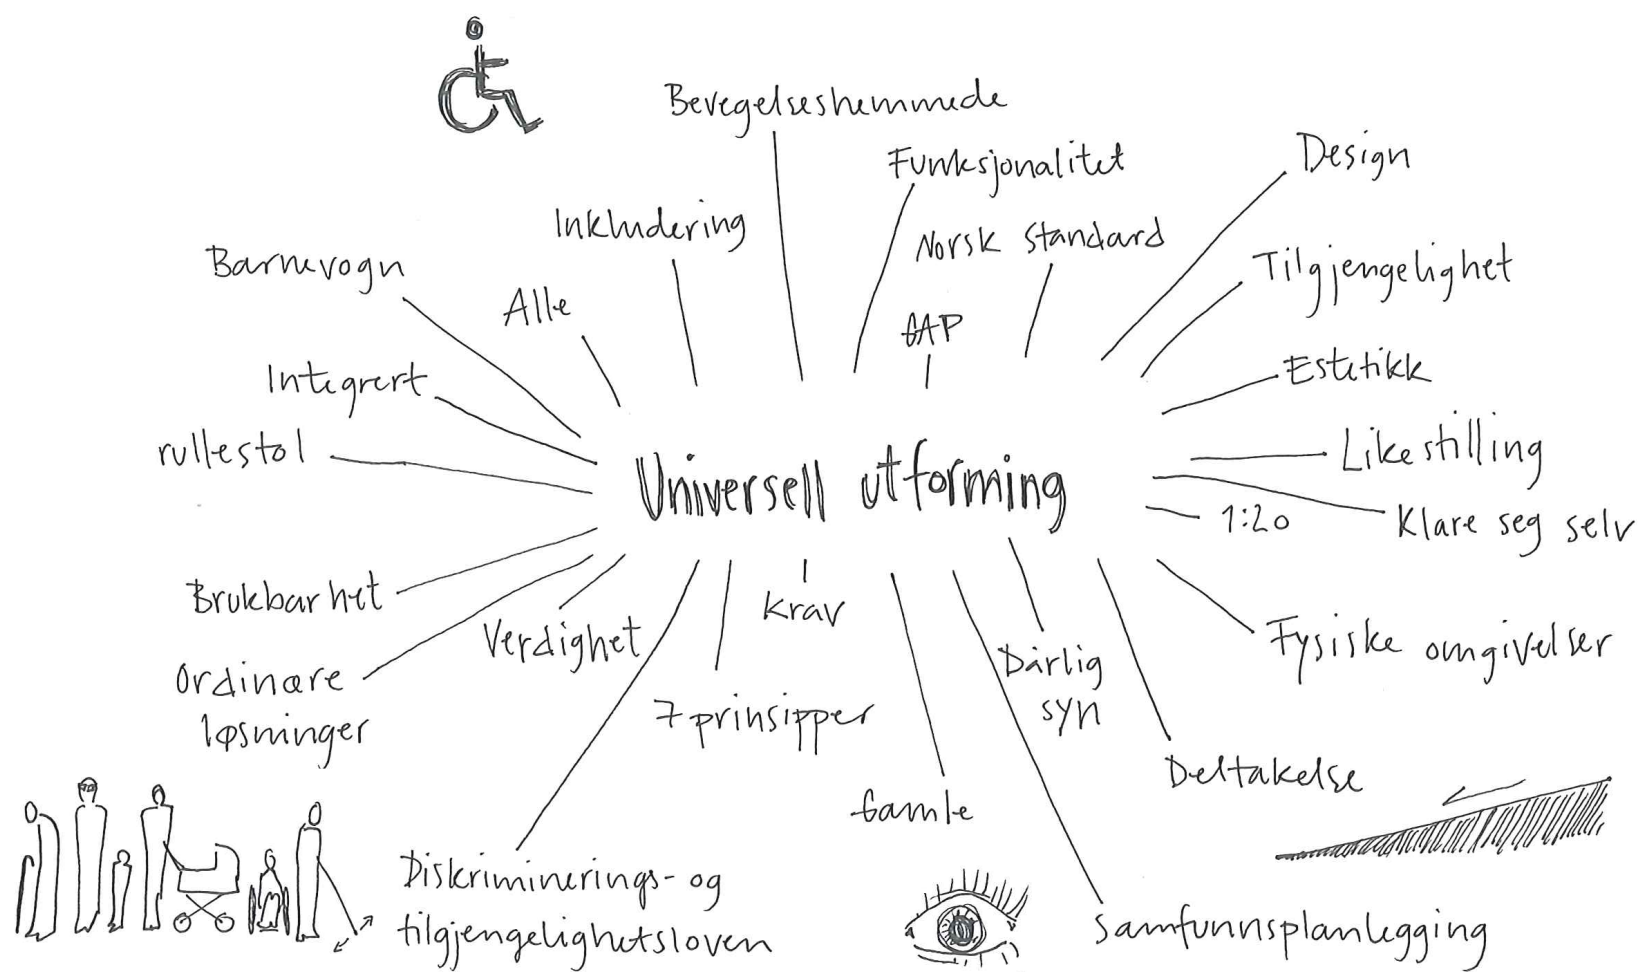 Bevegelseshemmede
Funksjonalitet
Design
Inkludering
Norsk Standard
Barnevogn
Tilgjengelighet
Alle
GAP
Integrert
Estetikk
rullestol
Likestilling
Universell utforming
1:20
Klare seg selv
Brukbarhet
Krav
Verdighet
Fysiske omgivelser
Ordinære
løsninger
Dårlig
syn
7 prinsipper
Deltakelse
Gamle
Diskriminerings- og
tilgjengelighetsloven
Samfunnsplanlegging